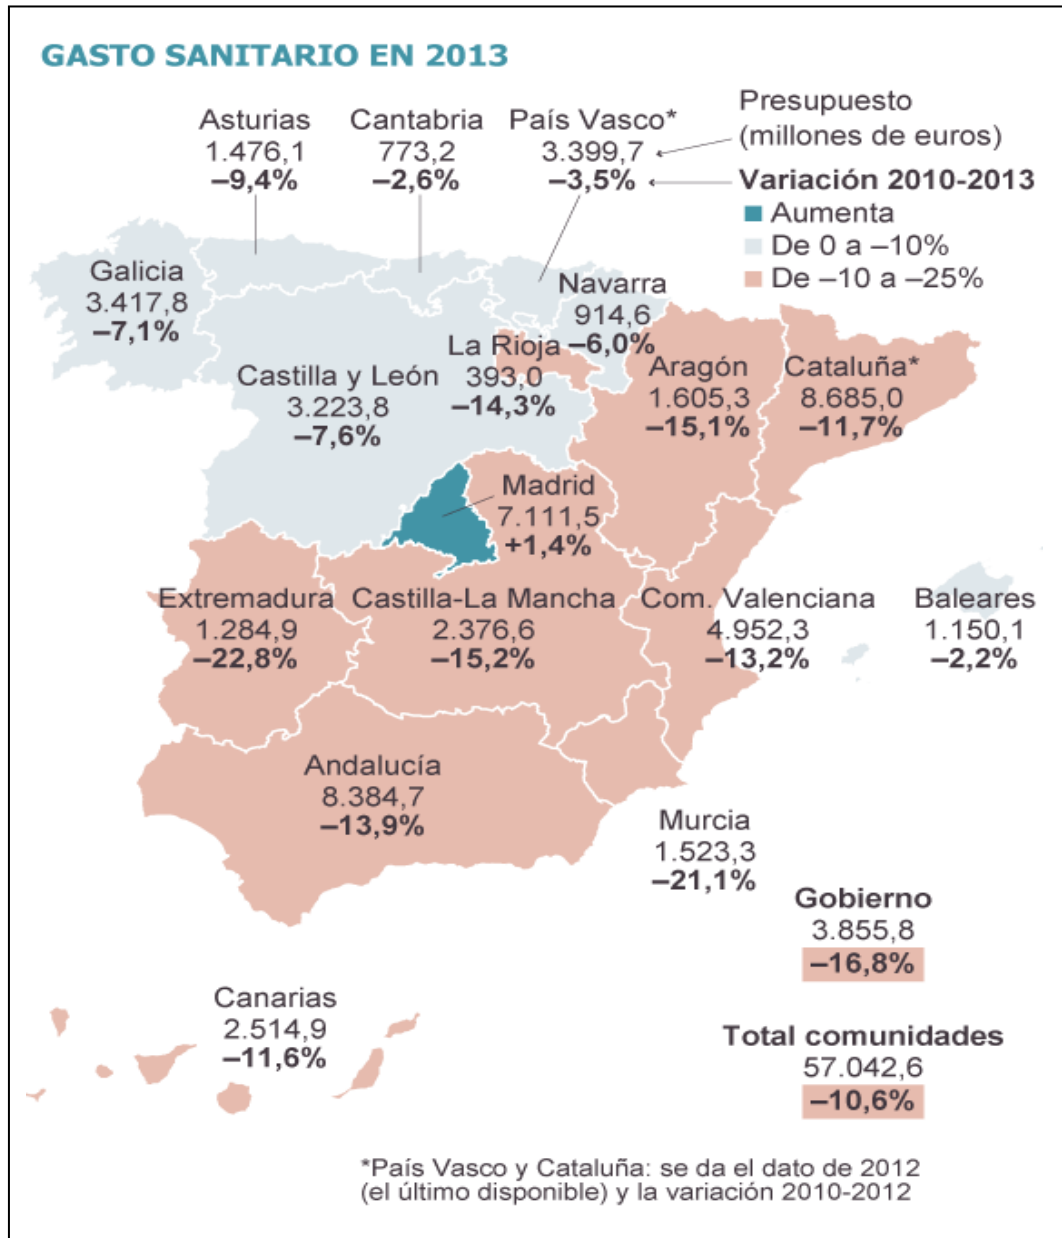 GASTO SANITARIO EN 2013
Asturias
1.476,1
–9,4%
Cantabria
773,2
–2,6%
País Vasco*
3.399,7
–3,5%
Presupuesto
(millones de euros)
Variación 2010-2013
Aumenta
De 0 a –10%
De –10 a –25%
Galicia
3.417,8
–7,1%
Navarra
914,6
–6,0%
La Rioja
393,0
–14,3%
Castilla y León
3.223,8
–7,6%
Aragón
1.605,3
–15,1%
Cataluña*
8.685,0
–11,7%
Madrid
7.111,5
+1,4%
Extremadura
1.284,9
–22,8%
Castilla-La Mancha
2.376,6
–15,2%
Com. Valenciana
4.952,3
–13,2%
Baleares
1.150,1
–2,2%
Andalucía
8.384,7
–13,9%
Murcia
1.523,3
–21,1%
Gobierno
3.855,8
–16,8%
Canarias
2.514,9
–11,6%
Total comunidades
57.042,6
–10,6%
*País Vasco y Cataluña: se da el dato de 2012
(el último disponible) y la variación 2010-2012